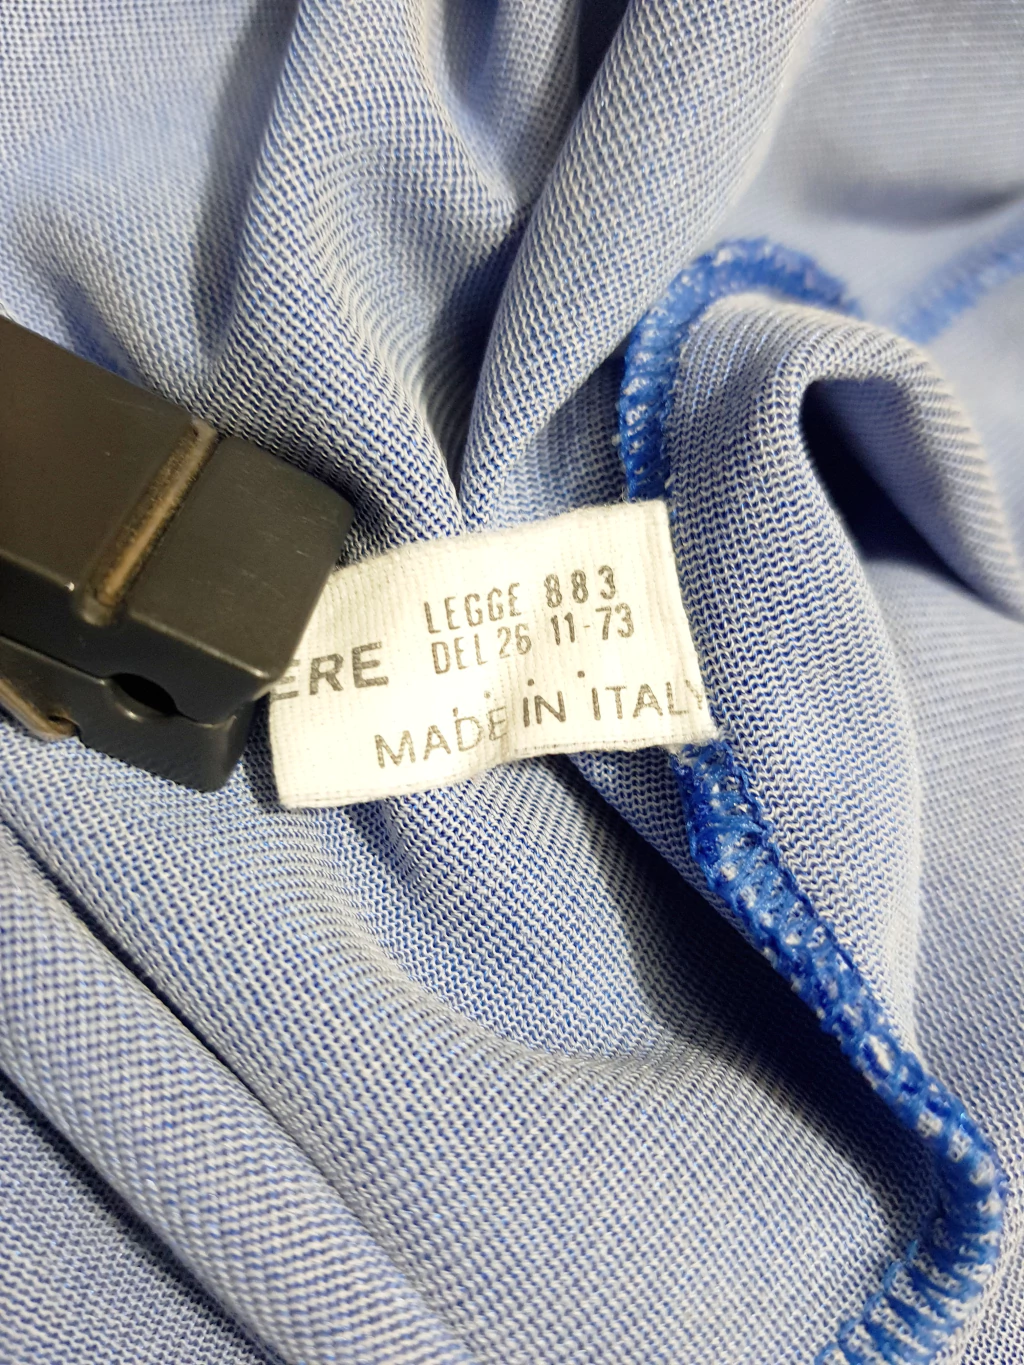 LEGGE 883
DEL 26 11-73
ERE
MADE IN ITALY